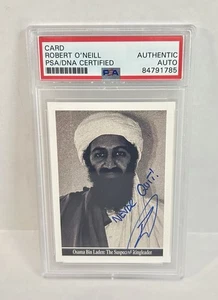 CARD
ROBERT O'NEILL
PSA/DNA CERTIFIED
AUTHENTIC
AUTO
84791785
PSA
NEVER QUIT!
Osama Bin Laden: The Suspected Ringleader